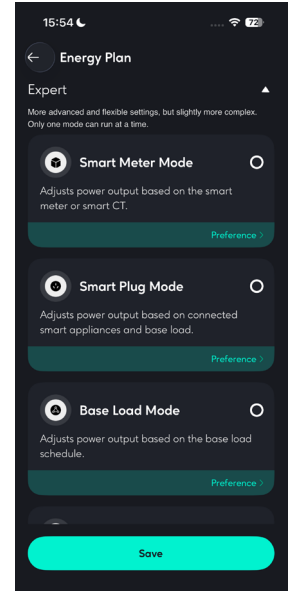 15:54
72
Energy Plan
Expert
More advanced and flexible settings, but slightly more complex.
Only one mode can run at a time.
Smart Meter Mode
Adjusts power output based on the smart
meter or smart CT.
Preference >
Smart Plug Mode
Adjusts power output based on connected
smart appliances and base load.
Preference >
Base Load Mode
Adjusts power output based on the base load
schedule.
Preference >
Save